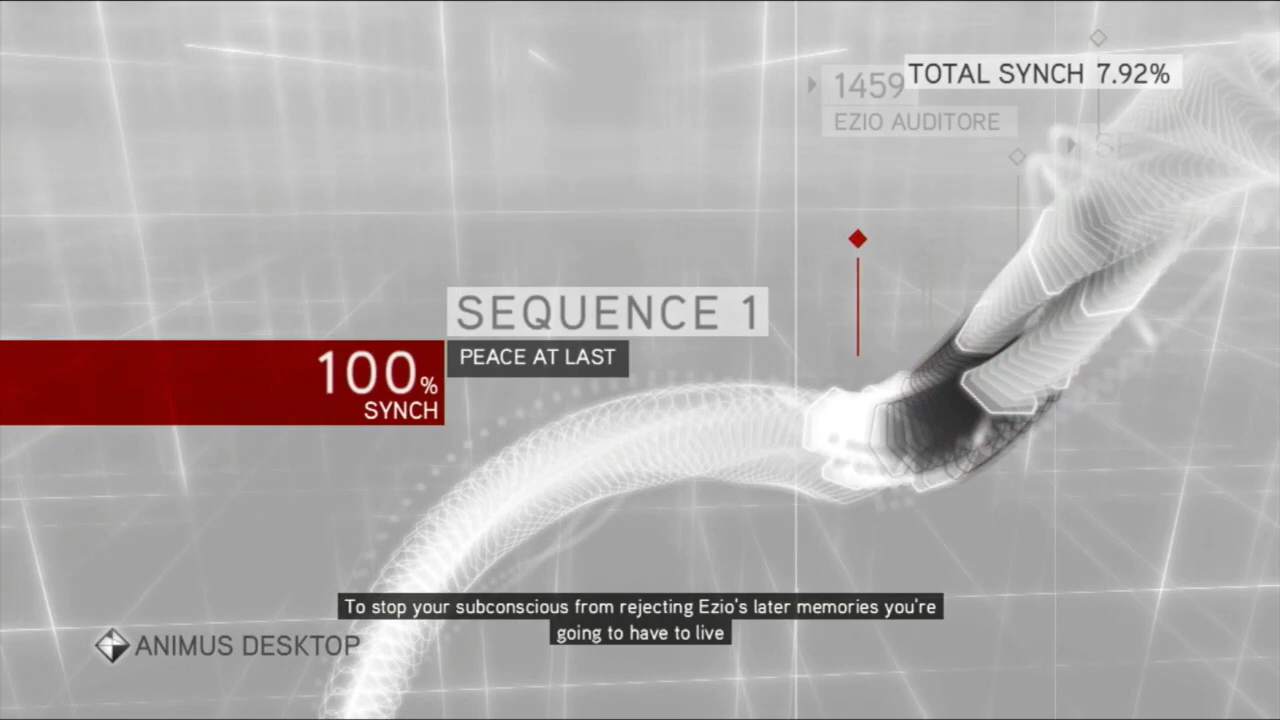 TOTAL SYNCH 7.92%
1459
EZIO AUDITORE
SEQUENCE 1
PEACE AT LAST
100%
SYNCH
To stop your subconscious from rejecting Ezio's later memories you're
going to have to live
ANIMUS DESKTOP